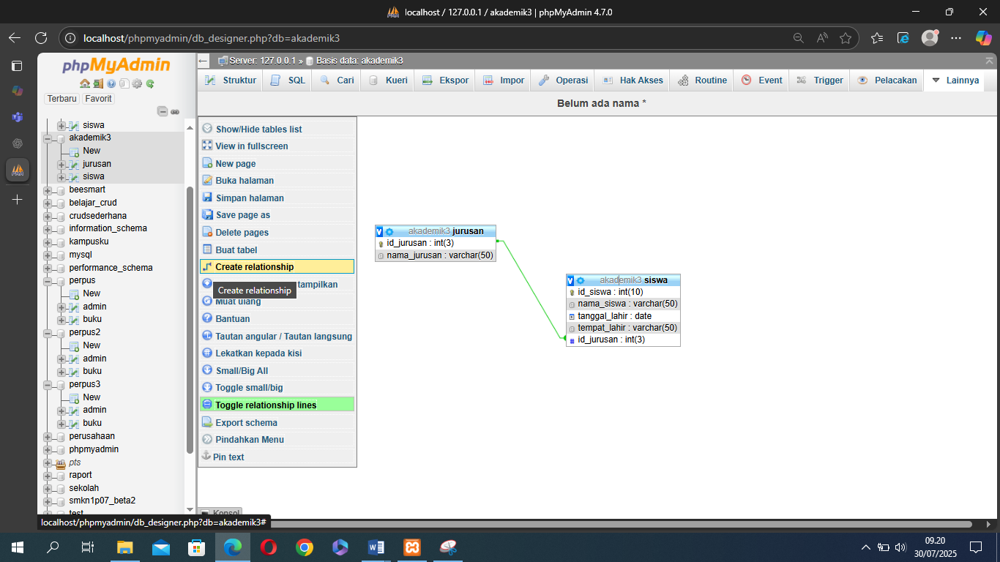 localhost / 127.0.0.1 / akademik3 | phpMyAdmin 4.7.0
localhost/phpmyadmin/db_designer.php?db=akademik3
phpMyAdmin
Terbaru Favorit
siswa
akademik3
New
jurusan
siswa
beesmart
belajar_crud
crudsederhana
information_schema
kampusku
mysql
performance_schema
perpus
New
admin
buku
perpus2
New
admin
buku
perpus3
New
admin
buku
perusahaan
phpmyadmin
pts
raport
sekolah
smkn1p07_beta2
test
localhost/phpmyadmin/db_designer.php?db=akademik3#
Server: 127.0.0.1 » Basis data: akademik3
Struktur SQL Cari Kueri Ekspor Impor Operasi Hak Akses Routine Event Trigger Pelacakan Lainnya
Belum ada nama *
Show/Hide tables list
View in fullscreen
New page
Buka halaman
Simpan halaman
Save page as
Delete pages
Buat tabel
Create relationship
tampilkan
Create relationship
Muat ulang
Bantuan
Tautan angular / Tautan langsung
Lekatkan kepada kisi
Small/Big All
Toggle small/big
Toggle relationship lines
Export schema
Pindahkan Menu
Pin text
Konsol
v akademik3 jurusan
id_jurusan : int(3)
nama_jurusan : varchar(50)
v akademik3 siswa
id_siswa : int(10)
nama_siswa : varchar(50)
tanggal_lahir : date
tempat_lahir : varchar(50)
# id_jurusan : int(3)
09.20
30/07/2025